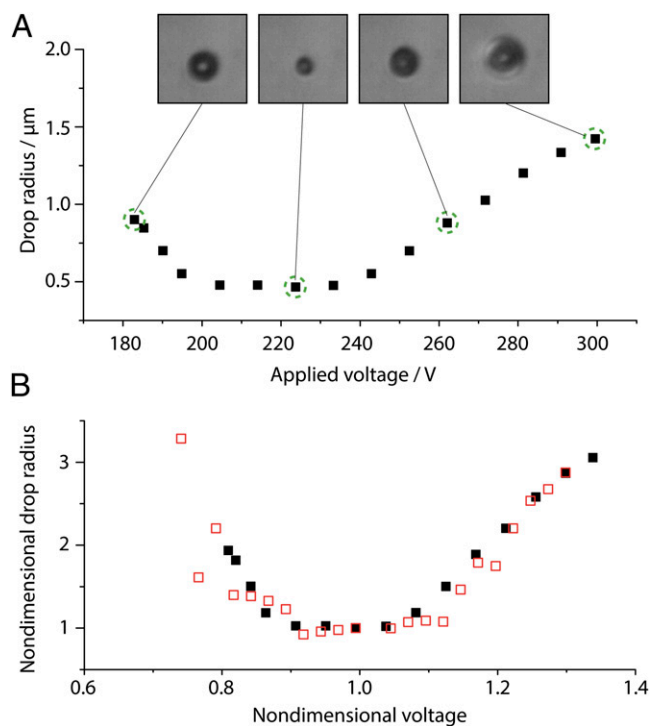 A
2.0
1.5
1.0
0.5
Drop radius / μm
180 200 220 240 260 280 300
Applied voltage / V
B
3
2
1
Nondimensional drop radius
0.6 0.8 1.0 1.2 1.4
Nondimensional voltage